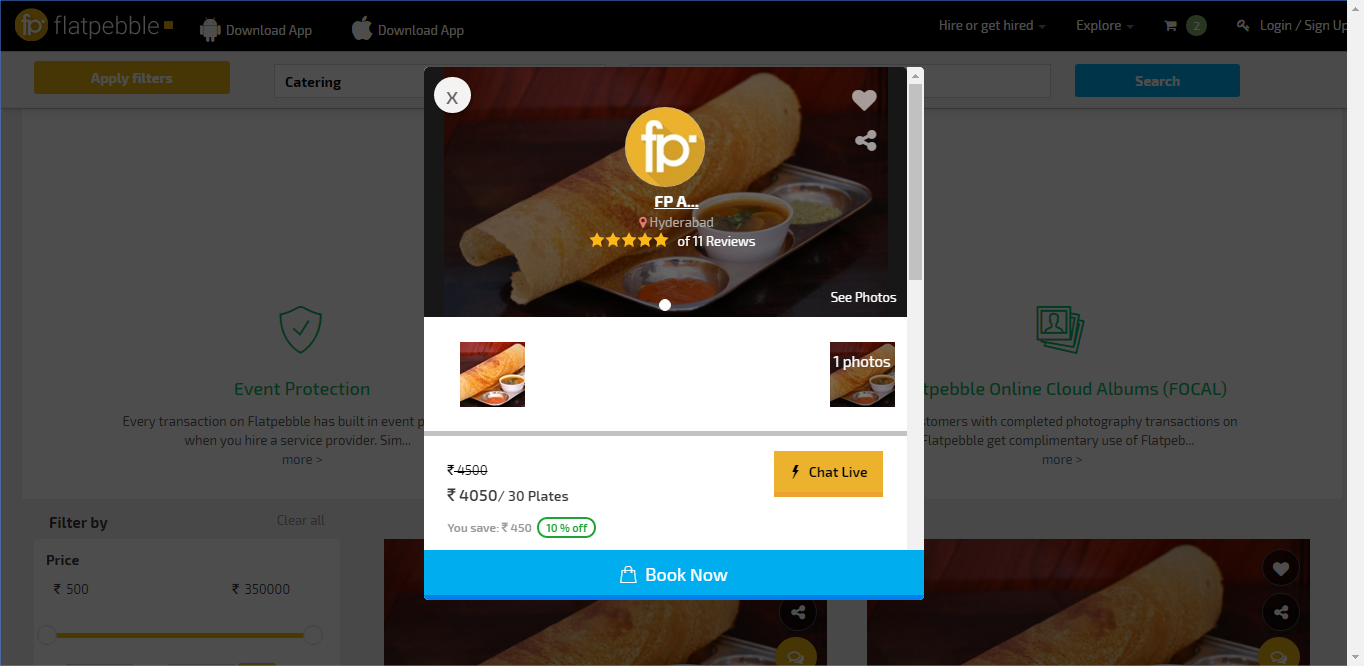 fp flatpebble
Download App
Download App
Hire or get hired
Explore
2
Login / Sign Up
Apply filters
Catering
Search
X
fp
FP A...
Hyderabad
of 11 Reviews
See Photos
1 photos
₹ 4500
₹ 4050/ 30 Plates
You save: ₹ 450 10 % off
Chat Live
Book Now
Event Protection
Every transaction on Flatpebble has built in event p
when you hire a service provider. Sim...
more >
tpebble Online Cloud Albums (FOCAL)
stomers with completed photography transactions on
Flatpebble get complimentary use of Flatpeb...
more >
Filter by
Clear all
Price
₹ 500
₹ 350000